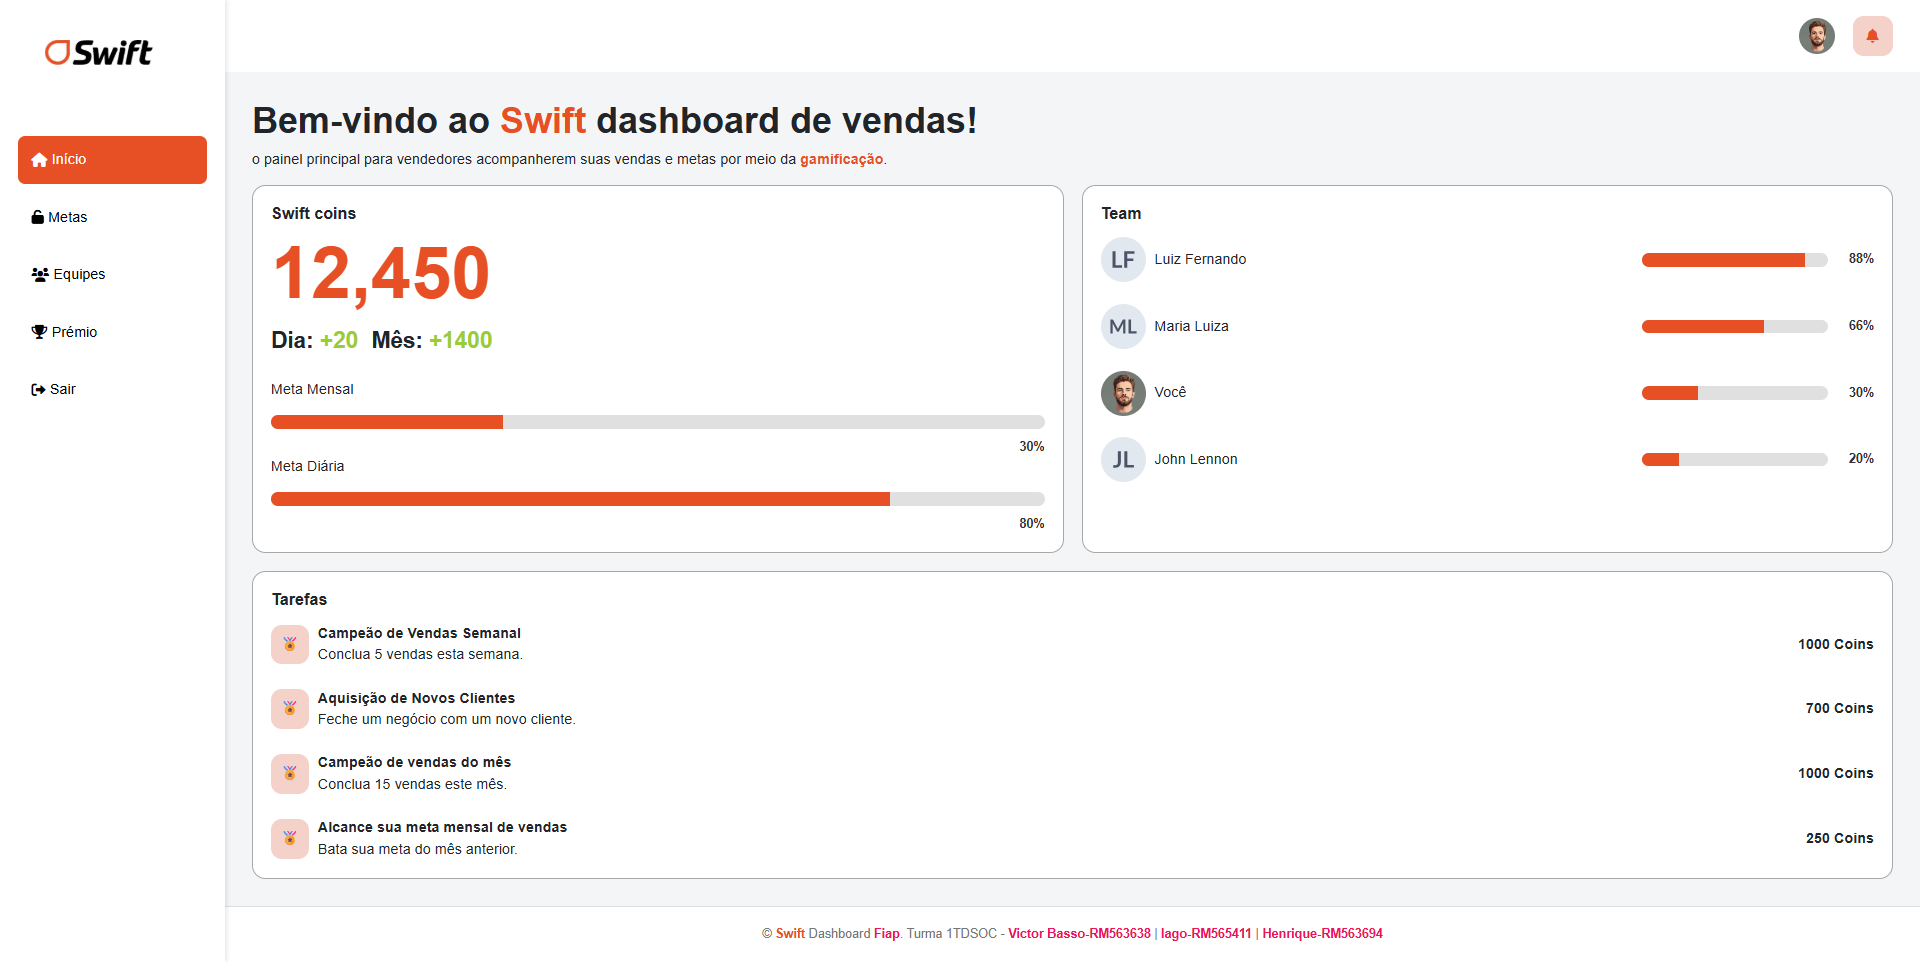 Swift
Início
Metas
Equipes
Prémio
Sair
Bem-vindo ao Swift dashboard de vendas!
o painel principal para vendedores acompanherem suas vendas e metas por meio da gamificação.
Swift coins
12,450
Dia: +20 Mês: +1400
Meta Mensal
30%
Meta Diária
80%
Team
LF Luiz Fernando 88%
ML Maria Luiza 66%
Você 30%
JL John Lennon 20%
Tarefas
Campeão de Vendas Semanal
Conclua 5 vendas esta semana.
1000 Coins
Aquisição de Novos Clientes
Feche um negócio com um novo cliente.
700 Coins
Campeão de vendas do mês
Conclua 15 vendas este mês.
1000 Coins
Alcance sua meta mensal de vendas
Bata sua meta do mês anterior.
250 Coins
© Swift Dashboard Fiap. Turma 1TDSOC - Victor Basso-RM563638 | Iago-RM565411 | Henrique-RM563694